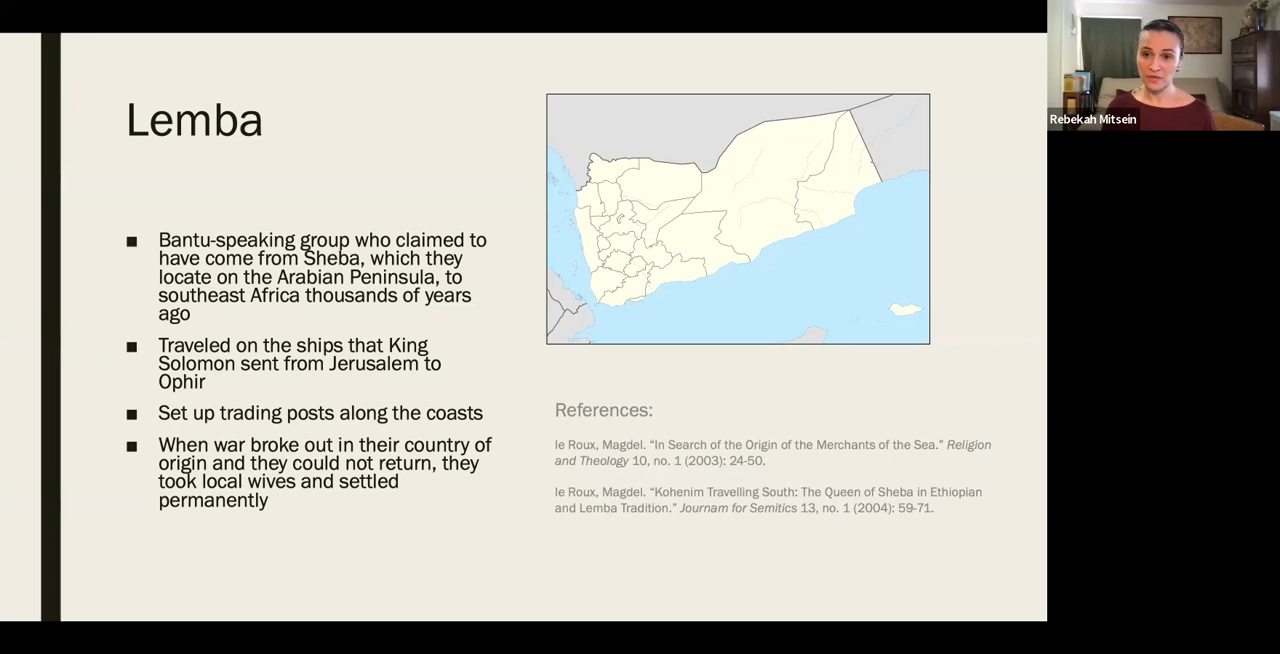 Lemba
■ Bantu-speaking group who claimed to
have come from Sheba, which they
locate on the Arabian Peninsula, to
southeast Africa thousands of years
ago
■ Traveled on the ships that King
Solomon sent from Jerusalem to
Ophir
■ Set up trading posts along the coasts
■ When war broke out in their country of
origin and they could not return, they
took local wives and settled
permanently
References:
le Roux, Magdel. “In Search of the Origin of the Merchants of the Sea.” Religion
and Theology 10, no. 1 (2003): 24-50.
le Roux, Magdel. “Kohenim Travelling South: The Queen of Sheba in Ethiopian
and Lemba Tradition.” Journam for Semitics 13, no. 1 (2004): 59-71.
Rebekah Mitsein